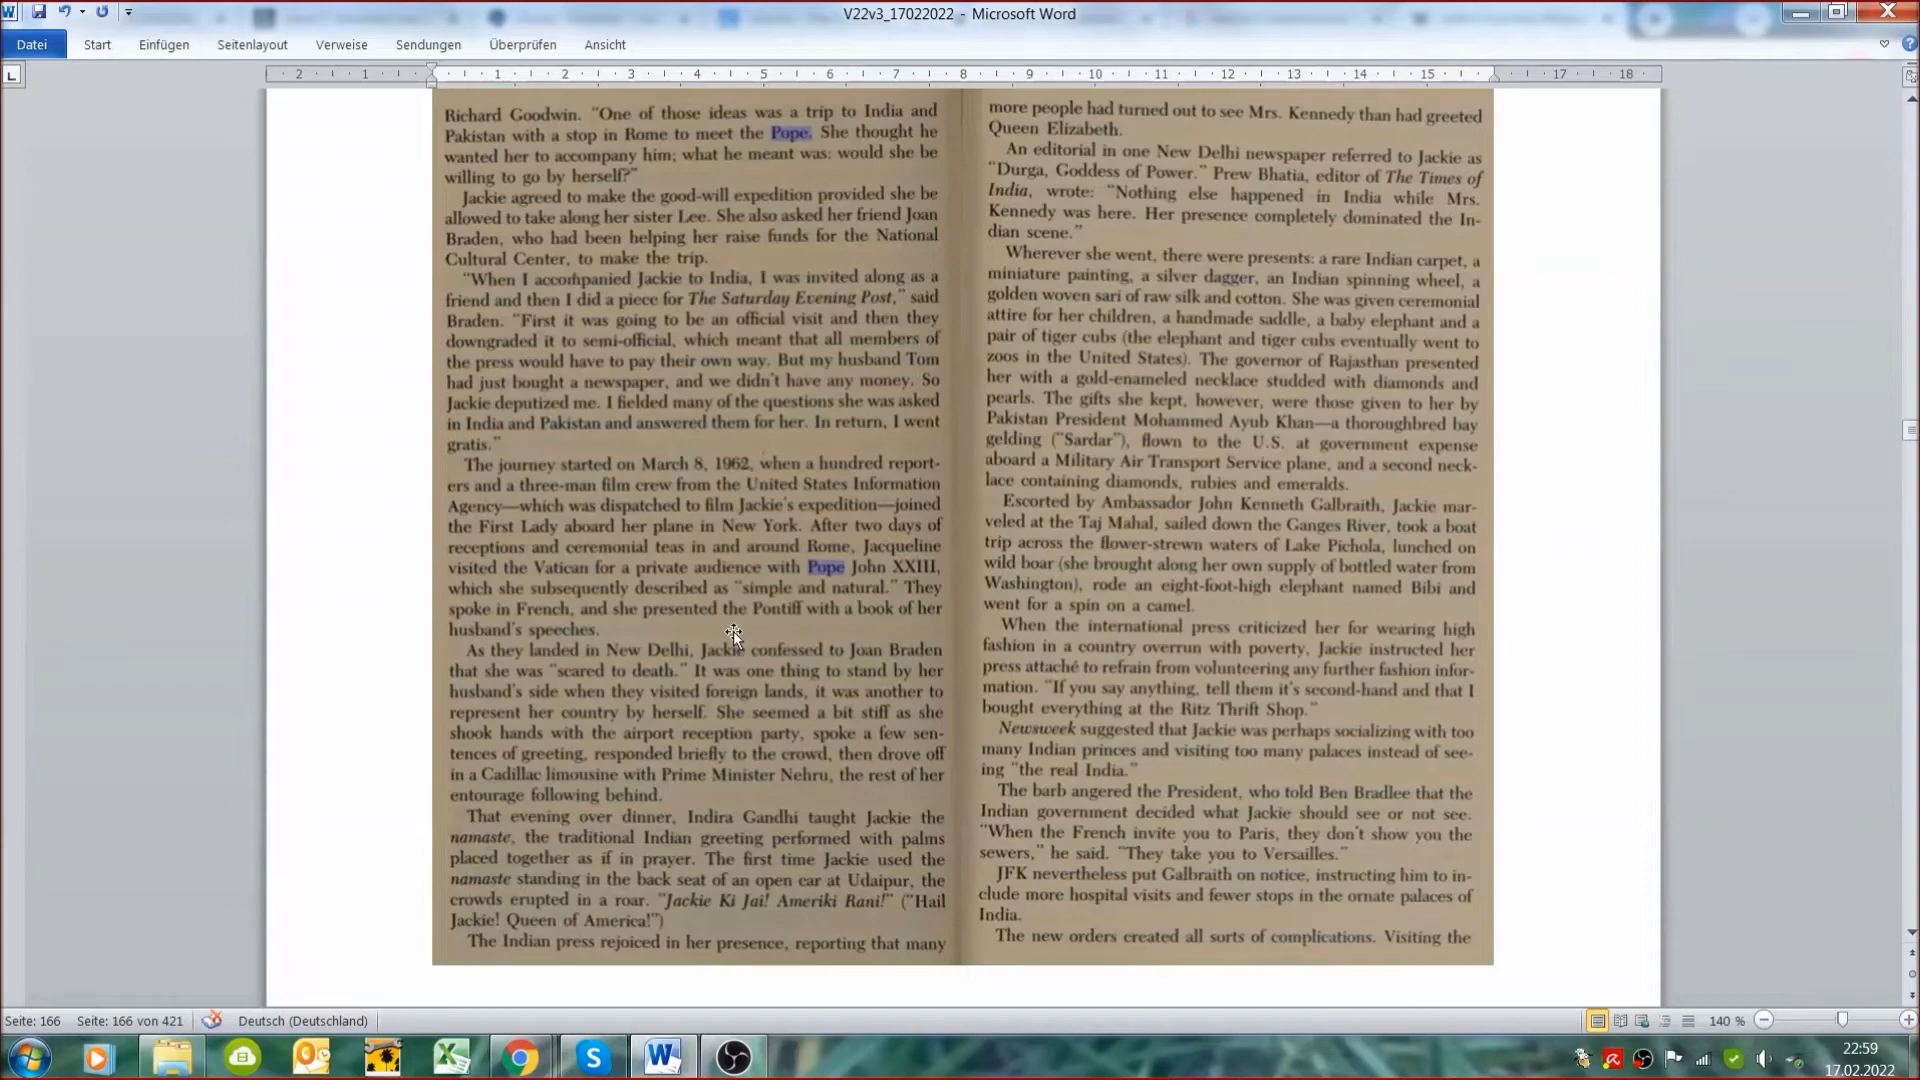 V22v3_17022022 - Microsoft Word
Datei Start Einfügen Seitenlayout Verweise Sendungen Überprüfen Ansicht
2 1 1 2 3 4 5 6 7 8 9 10 11 12 13 14 15 17 18
Richard Goodwin. "One of those ideas was a trip to India and
Pakistan with a stop in Rome to meet the Pope. She thought he
wanted her to accompany him; what he meant was: would she be
willing to go by herself?"
Jackie agreed to make the good-will expedition provided she be
allowed to take along her sister Lee. She also asked her friend Joan
Braden, who had been helping her raise funds for the National
Cultural Center, to make the trip.
"When I accompanied Jackie to India, I was invited along as a
friend and then I did a piece for The Saturday Evening Post," said
Braden. "First it was going to be an official visit and then they
downgraded it to semi-official, which meant that all members of
the press would have to pay their own way. But my husband Tom
had just bought a newspaper, and we didn't have any money. So
Jackie deputized me. I fielded many of the questions she was asked
in India and Pakistan and answered them for her. In return, I went
gratis."
The journey started on March 8, 1962, when a hundred report-
ers and a three-man film crew from the United States Information
Agency—which was dispatched to film Jackie's expedition—joined
the First Lady aboard her plane in New York. After two days of
receptions and ceremonial teas in and around Rome, Jacqueline
visited the Vatican for a private audience with Pope John XXIII,
which she subsequently described as "simple and natural." They
spoke in French, and she presented the Pontiff with a book of her
husband's speeches.
As they landed in New Delhi, Jackie confessed to Joan Braden
that she was "scared to death." It was one thing to stand by her
husband's side when they visited foreign lands, it was another to
represent her country by herself. She seemed a bit stiff as she
shook hands with the airport reception party, spoke a few sen-
tences of greeting, responded briefly to the crowd, then drove off
in a Cadillac limousine with Prime Minister Nehru, the rest of her
entourage following behind.
That evening over dinner, Indira Gandhi taught Jackie the
namaste, the traditional Indian greeting performed with palms
placed together as if in prayer. The first time Jackie used the
namaste standing in the back seat of an open car at Udaipur, the
crowds erupted in a roar. "Jackie Ki Jai! Ameriki Rani!" ("Hail
Jackie! Queen of America!")
The Indian press rejoiced in her presence, reporting that many
more people had turned out to see Mrs. Kennedy than had greeted
Queen Elizabeth.
An editorial in one New Delhi newspaper referred to Jackie as
"Durga, Goddess of Power." Prew Bhatia, editor of The Times of
India, wrote: "Nothing else happened in India while Mrs.
Kennedy was here. Her presence completely dominated the In-
dian scene."
Wherever she went, there were presents: a rare Indian carpet, a
miniature painting, a silver dagger, an Indian spinning wheel, a
golden woven sari of raw silk and cotton. She was given ceremonial
attire for her children, a handmade saddle, a baby elephant and a
pair of tiger cubs (the elephant and tiger cubs eventually went to
zoos in the United States). The governor of Rajasthan presented
her with a gold-enameled necklace studded with diamonds and
pearls. The gifts she kept, however, were those given to her by
Pakistan President Mohammed Ayub Khan—a thoroughbred bay
gelding ("Sardar"), flown to the U.S. at government expense
aboard a Military Air Transport Service plane, and a second neck-
lace containing diamonds, rubies and emeralds.
Escorted by Ambassador John Kenneth Galbraith, Jackie mar-
veled at the Taj Mahal, sailed down the Ganges River, took a boat
trip across the flower-strewn waters of Lake Pichola, lunched on
wild boar (she brought along her own supply of bottled water from
Washington), rode an eight-foot-high elephant named Bibi and
went for a spin on a camel.
When the international press criticized her for wearing high
fashion in a country overrun with poverty, Jackie instructed her
press attaché to refrain from volunteering any further fashion infor-
mation. "If you say anything, tell them it's second-hand and that I
bought everything at the Ritz Thrift Shop."
Newsweek suggested that Jackie was perhaps socializing with too
many Indian princes and visiting too many palaces instead of see-
ing "the real India."
The barb angered the President, who told Ben Bradlee that the
Indian government decided what Jackie should see or not see.
"When the French invite you to Paris, they don't show you the
sewers," he said. "They take you to Versailles."
JFK nevertheless put Galbraith on notice, instructing him to in-
clude more hospital visits and fewer stops in the ornate palaces of
India.
The new orders created all sorts of complications. Visiting the
Seite: 166 Seite: 166 von 421 Deutsch (Deutschland) 140 %
22:59
17.02.2022